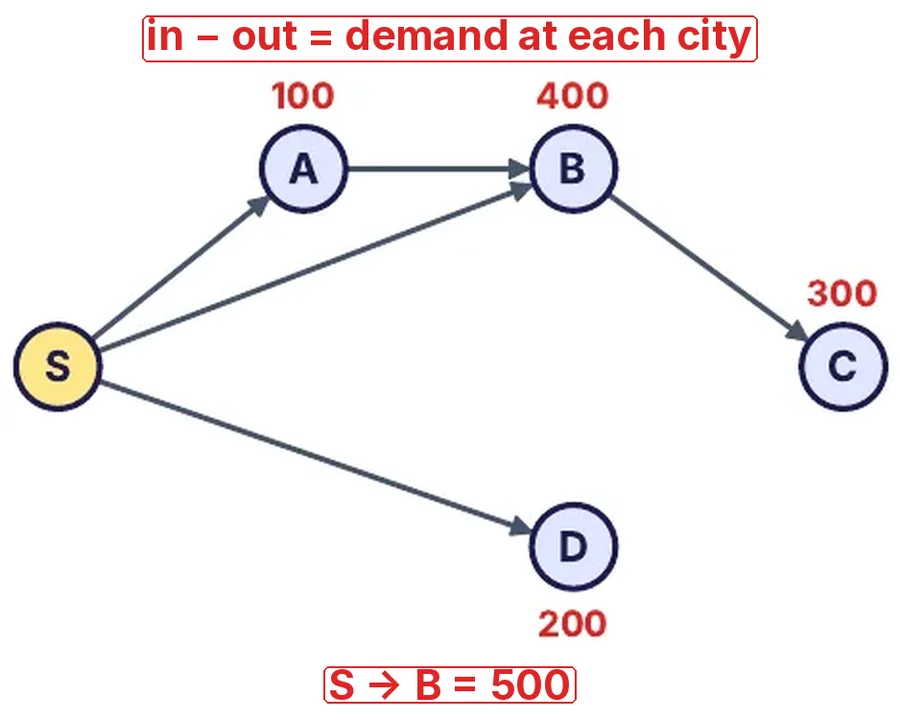 in − out = demand at each city
100
400
A
B
300
S
C
D
200
S → B = 500